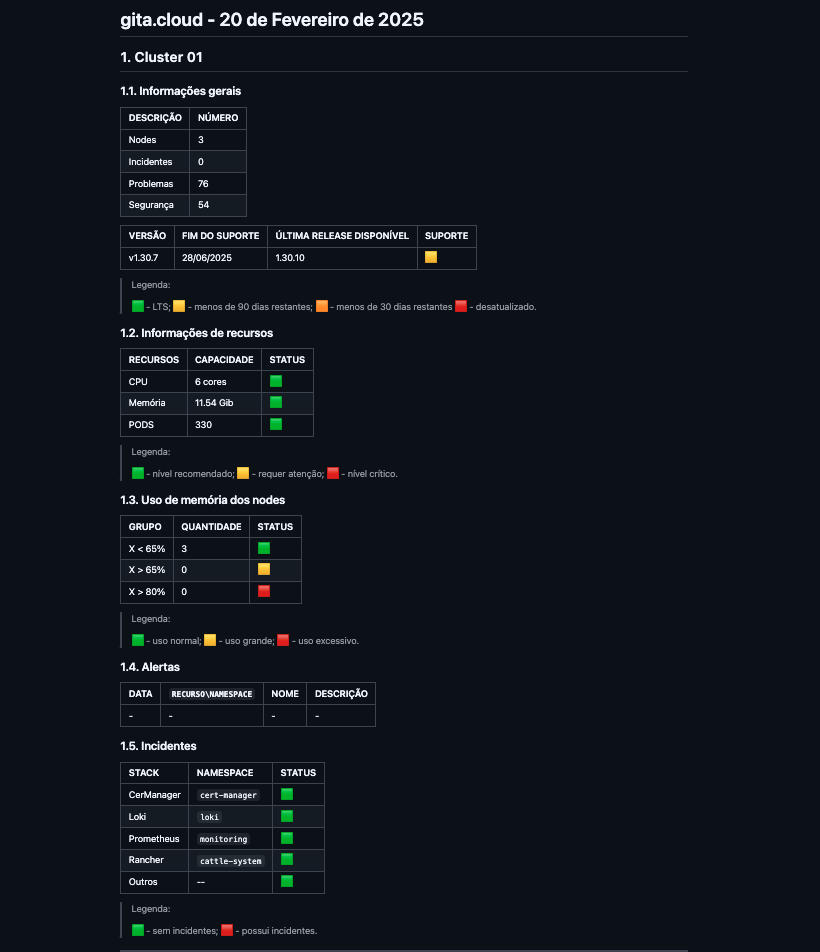 gita.cloud - 20 de Fevereiro de 2025
1. Cluster 01
1.1. Informações gerais
DESCRIÇÃO NÚMERO
Nodes 3
Incidentes 0
Problemas 76
Segurança 54
VERSÃO FIM DO SUPORTE ÚLTIMA RELEASE DISPONÍVEL SUPORTE
v1.30.7 28/06/2025 1.30.10
Legenda:
- LTS; - menos de 90 dias restantes; - menos de 30 dias restantes - desatualizado.
1.2. Informações de recursos
RECURSOS CAPACIDADE STATUS
CPU 6 cores
Memória 11.54 Gib
PODS 330
Legenda:
- nível recomendado; - requer atenção; - nível crítico.
1.3. Uso de memória dos nodes
GRUPO QUANTIDADE STATUS
X < 65% 3
X > 65% 0
X > 80% 0
Legenda:
- uso normal; - uso grande; - uso excessivo.
1.4. Alertas
DATA RECURSO\NAMESPACE NOME DESCRIÇÃO
- - - -
1.5. Incidentes
STACK NAMESPACE STATUS
CerManager cert-manager
Loki loki
Prometheus monitoring
Rancher cattle-system
Outros --
Legenda:
- sem incidentes; - possui incidentes.